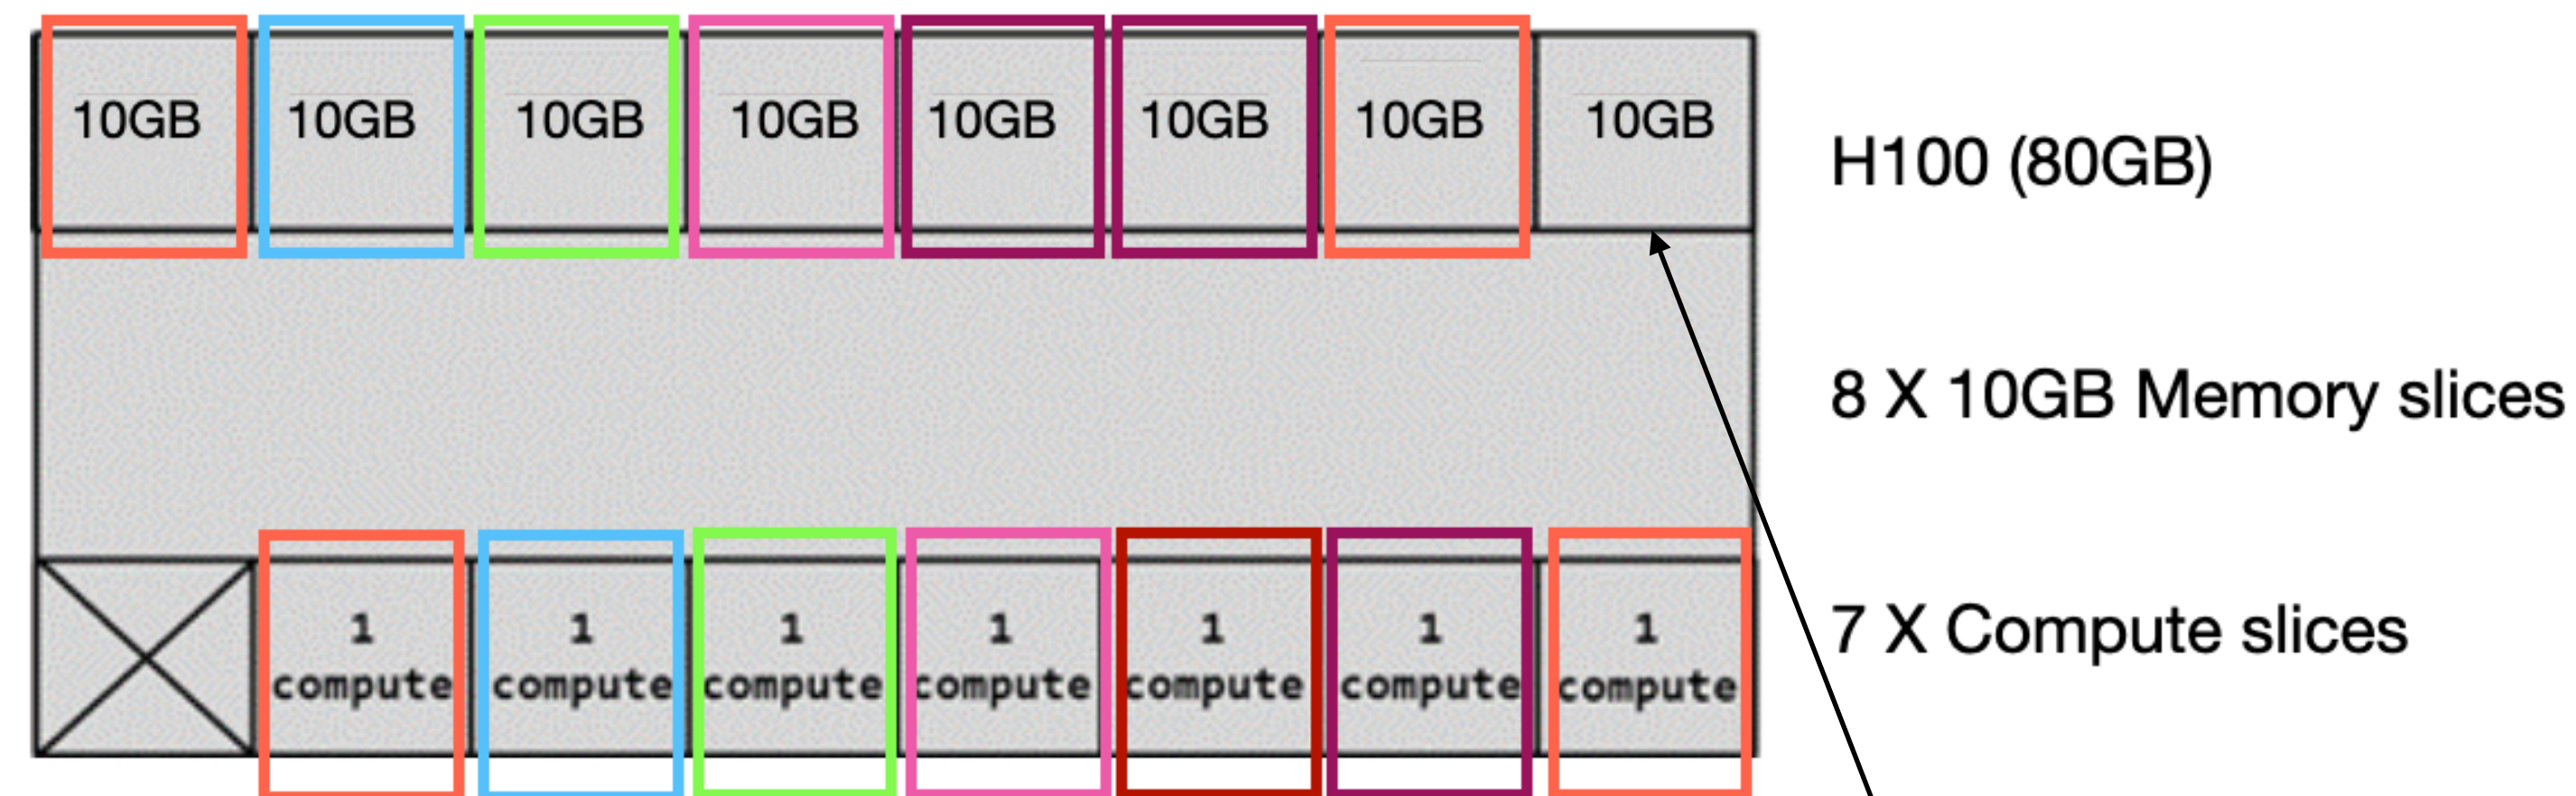 10GB 10GB 10GB 10GB 10GB 10GB 10GB 10GB
H100 (80GB)
8 X 10GB Memory slices
7 X Compute slices
1 1 1 1 1 1 1
compute compute compute compute compute compute compute